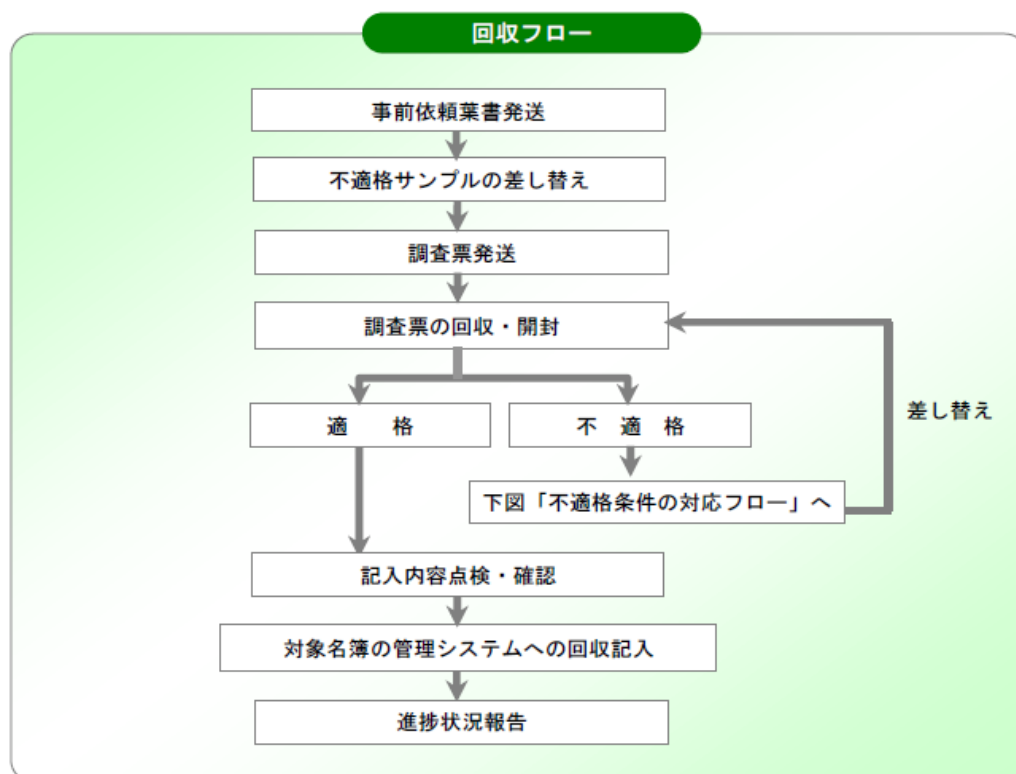 回収フロー
事前依頼葉書発送
不適格サンプルの差し替え
調査票発送
調査票の回収・開封
適　　格
不　適　格
差し替え
下図「不適格条件の対応フロー」へ
記入内容点検・確認
対象名簿の管理システムへの回収記入
進捗状況報告